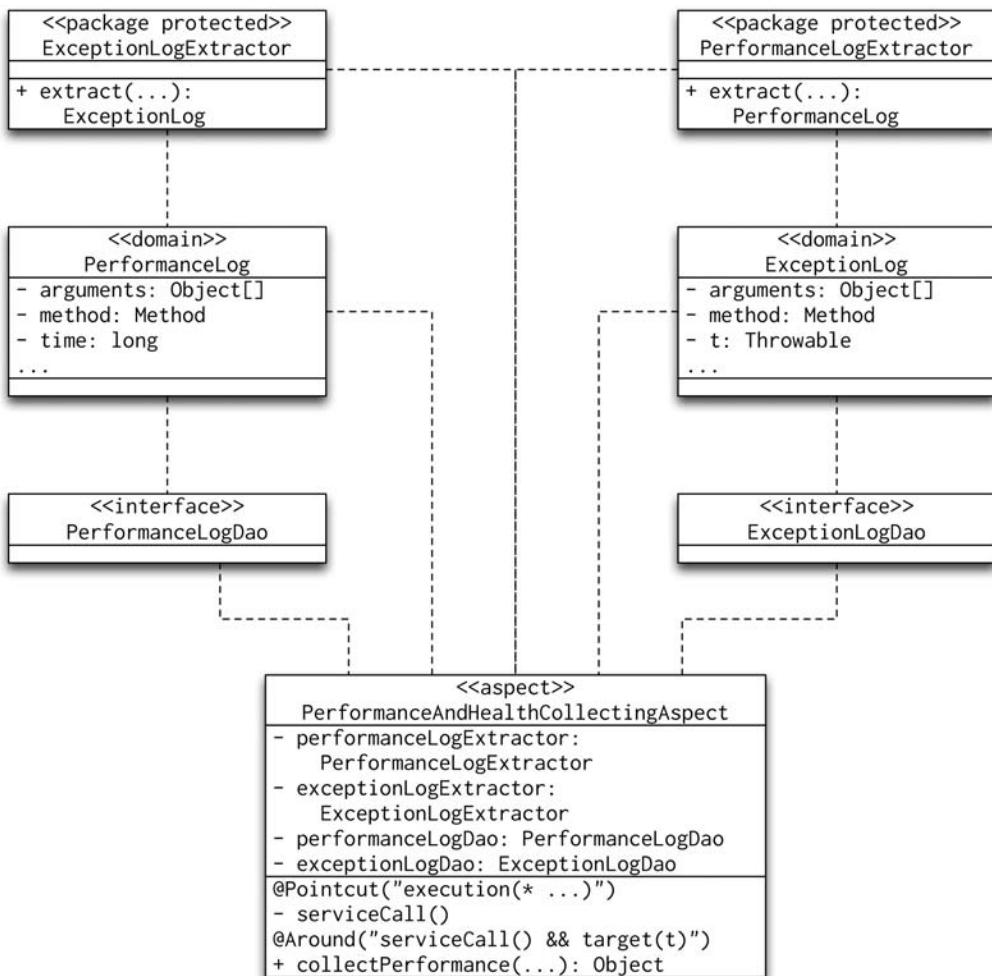 <<package protected>>
ExceptionLogExtractor
+ extract(...):
ExceptionLog
<<package protected>>
PerformanceLogExtractor
+ extract(...):
PerformanceLog
<<domain>>
PerformanceLog
- arguments: Object[]
- method: Method
- time: long
...
<<domain>>
ExceptionLog
- arguments: Object[]
- method: Method
- t: Throwable
...
<<interface>>
PerformanceLogDao
<<interface>>
ExceptionLogDao
<<aspect>>
PerformanceAndHealthCollectingAspect
- performanceLogExtractor:
PerformanceLogExtractor
- exceptionLogExtractor:
ExceptionLogExtractor
- performanceLogDao: PerformanceLogDao
- exceptionLogDao: ExceptionLogDao
@Pointcut("execution(* ...)")
- serviceCall()
@Around("serviceCall() && target(t)")
+ collectPerformance(...): Object